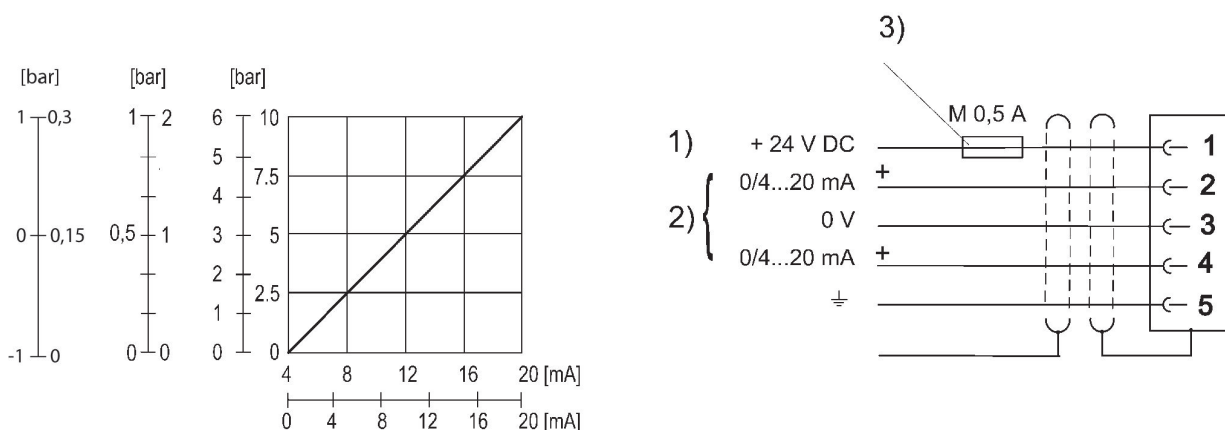 [bar] [bar] [bar]
1 0,3 1 2 6 10
5 7.5
4
0 0,15 0,5 1 3 5
2 2.5
1
-1 0 0 0 0 0
4 8 12 16 20 [mA]
0 4 8 12 16 20 [mA]
3)
M 0,5 A
1) + 24 V DC 1
2) 0/4...20 mA + 2
0 V 3
0/4...20 mA + 4
5